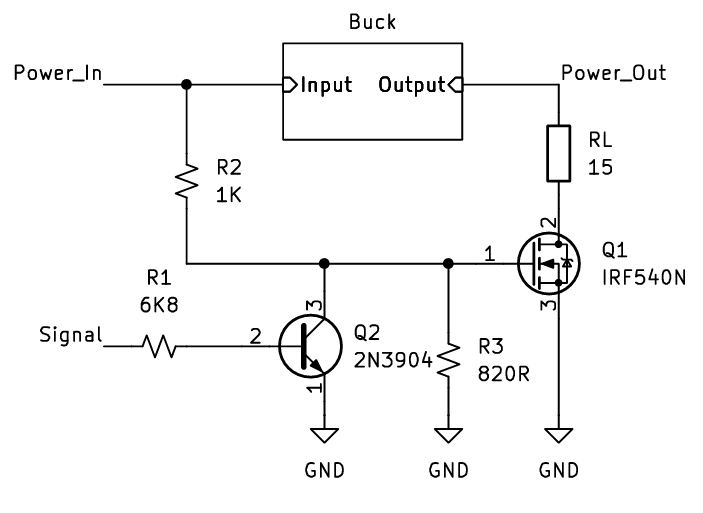 Buck
Power_In
Input
Output
Power_Out
R2
1K
RL
15
2
1
Q1
IRF540N
3
R1
6K8
Signal
2
3
Q2
2N3904
1
R3
820R
GND
GND
GND